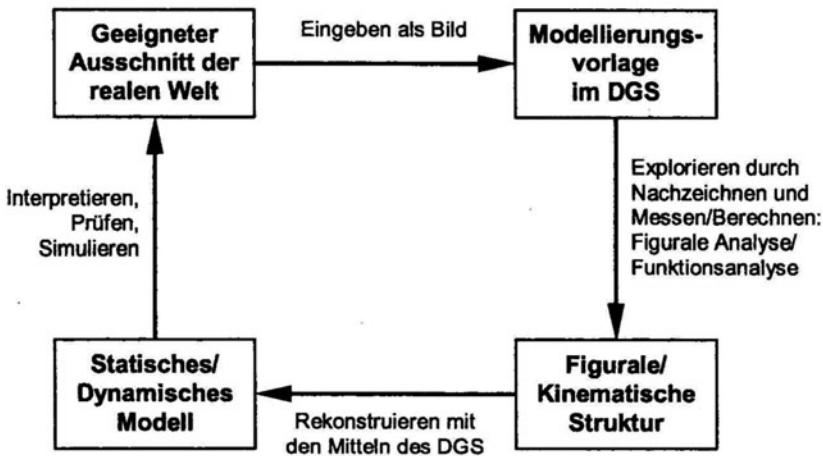 Geeigneter
Ausschnitt der
realen Welt
Eingeben als Bild
Modellierungs-
vorlage
im DGS
Explorieren durch
Nachzeichnen und
Messen/Berechnen:
Figurale Analyse/
Funktionsanalyse
Figurale/
Kinematische
Struktur
Rekonstruieren mit
den Mitteln des DGS
Statisches/
Dynamisches
Modell
Interpretieren,
Prüfen,
Simulieren